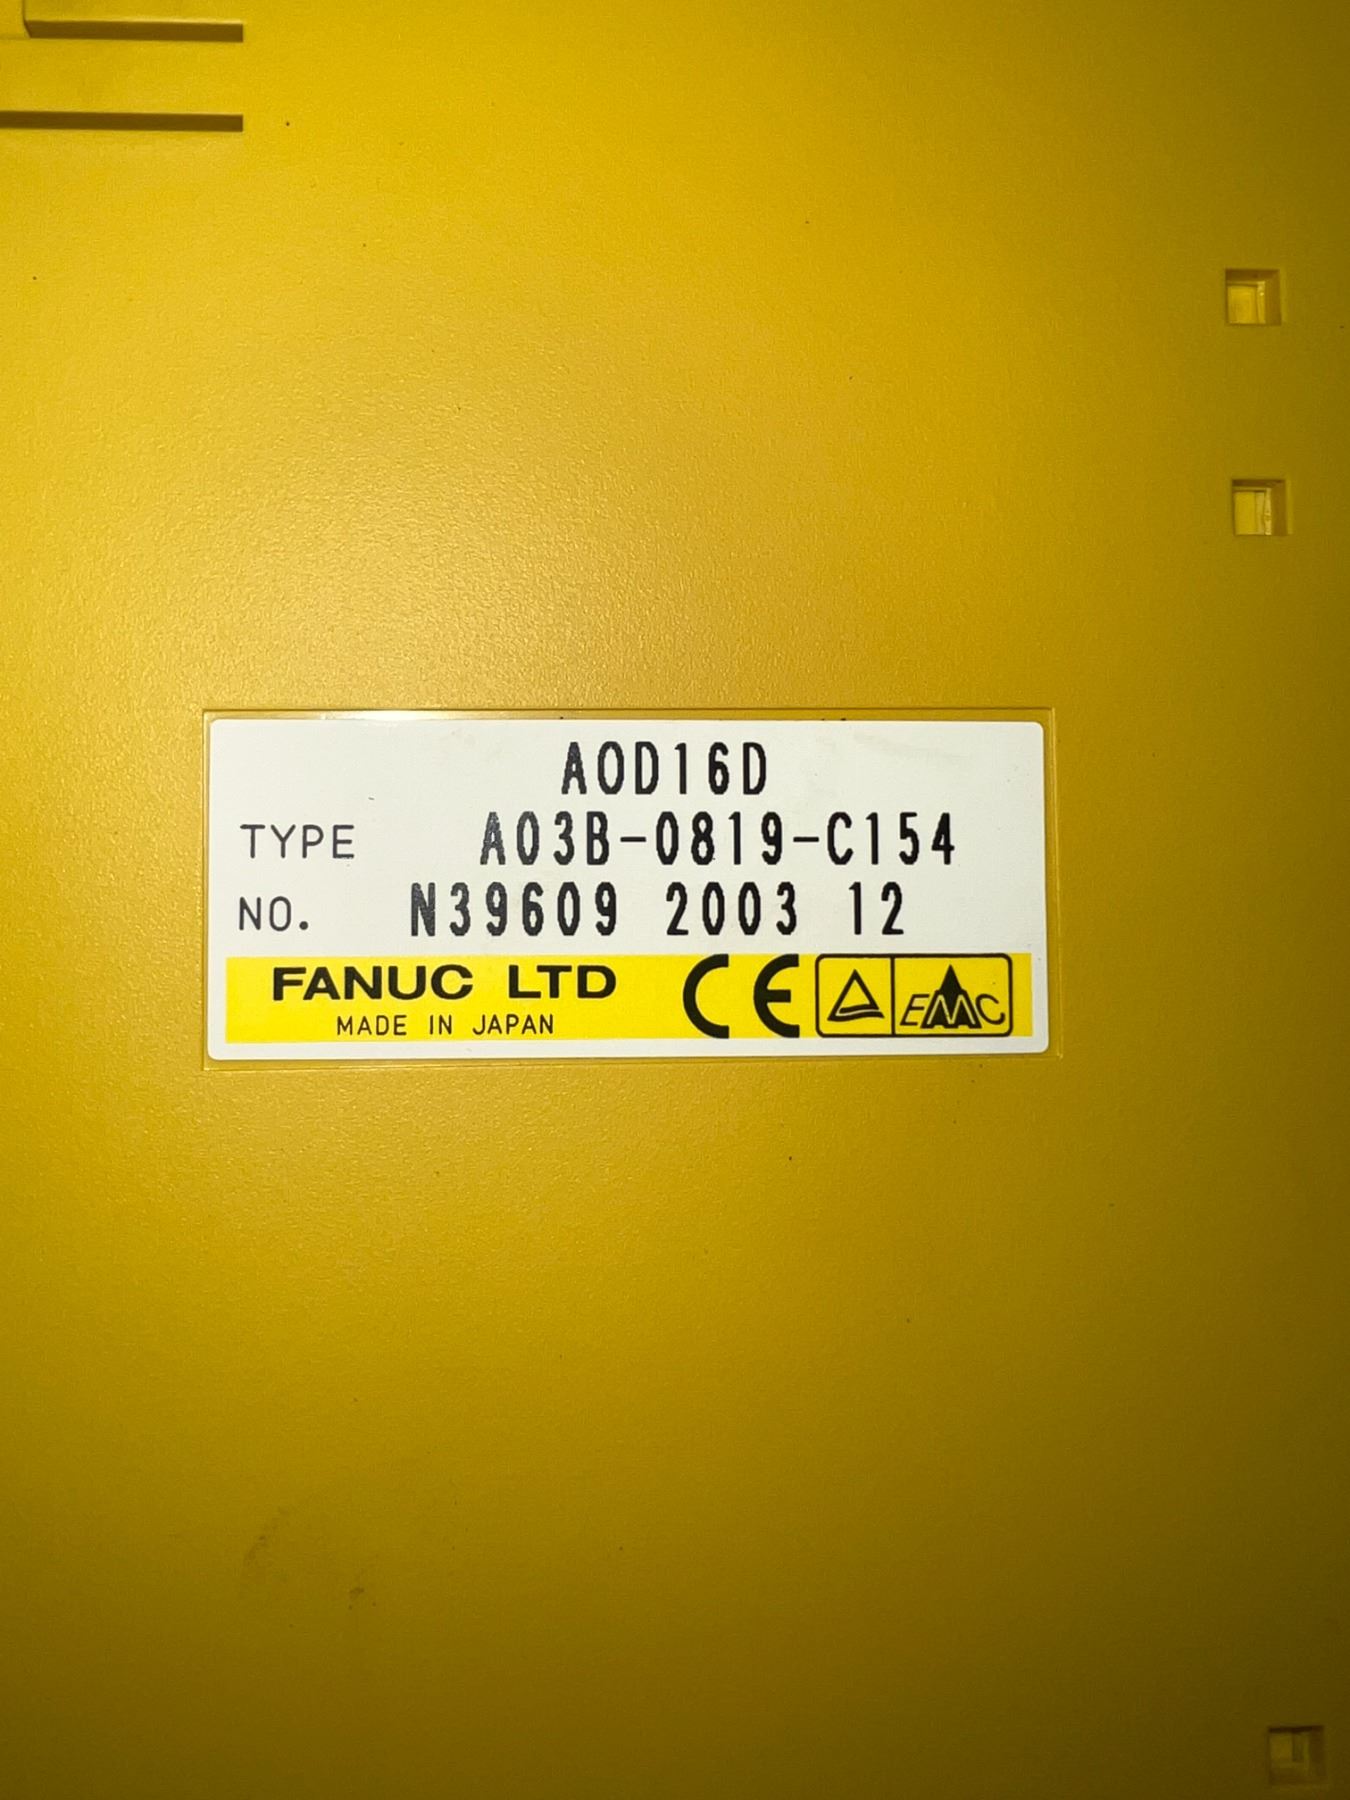 AOD16D
TYPE A03B-0819-C154
NO. N39609 2003 12
FANUC LTD CE EMC
MADE IN JAPAN